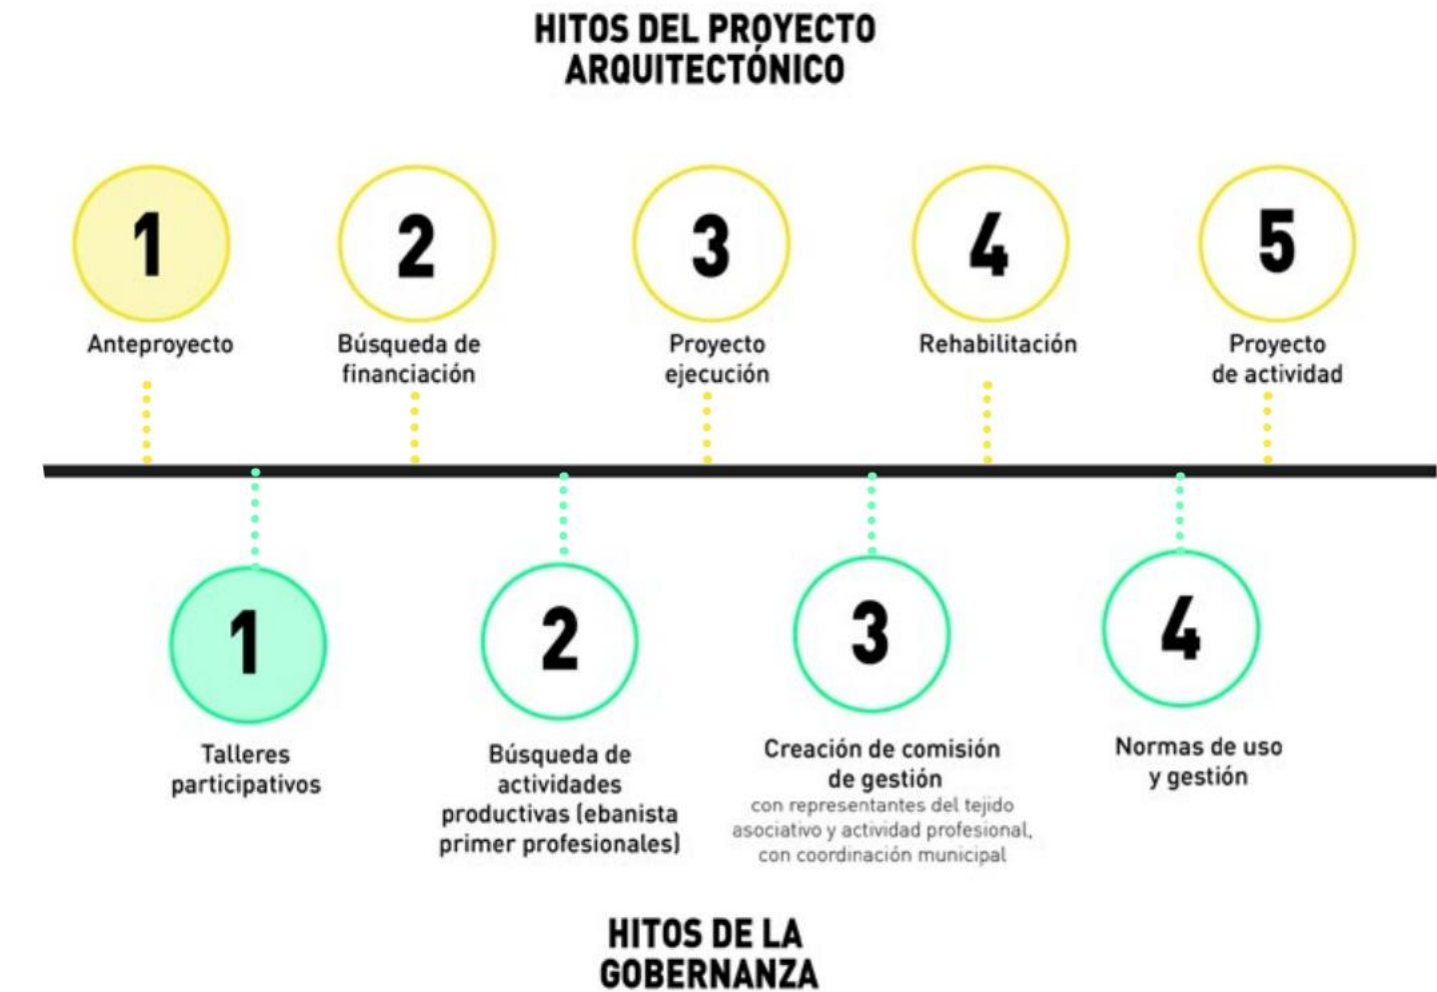 HITOS DEL PROYECTO
ARQUITECTÓNICO
1
2
3
4
5
Anteproyecto
Búsqueda de
financiación
Proyecto
ejecución
Rehabilitación
Proyecto
de actividad
1
2
3
4
Talleres
participativos
Búsqueda de
actividades
productivas (ebanista
primer profesionales)
Creación de comisión
de gestión
con representantes del tejido
asociativo y actividad profesional,
con coordinación municipal
Normas de uso
y gestión
HITOS DE LA
GOBERNANZA